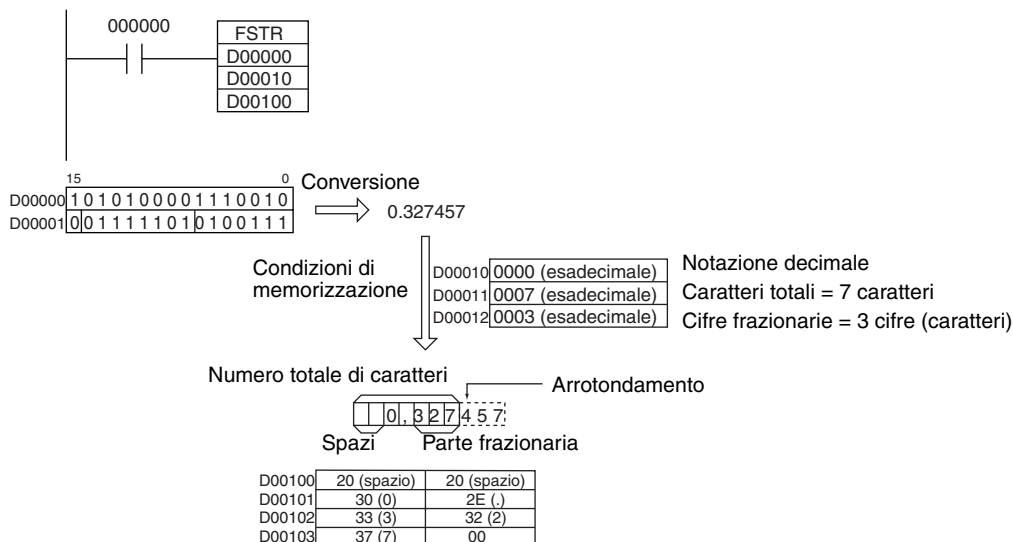 000000
FSTR
D00000
D00010
D00100
15 0
D00000 1 0 1 0 1 0 0 0 0 1 1 1 0 0 1 0
D00001 0 0 1 1 1 1 1 0 1 0 1 0 0 1 1 1
Conversione
0.327457
Condizioni di
memorizzazione
D00010 0000 (esadecimale) Notazione decimale
D00011 0007 (esadecimale) Caratteri totali = 7 caratteri
D00012 0003 (esadecimale) Cifre frazionarie = 3 cifre (caratteri)
Numero totale di caratteri
Arrotondamento
0 , 3 2 7 4 5 7
Spazi Parte frazionaria
D00100 20 (spazio) 20 (spazio)
D00101 30 (0) 2E (.)
D00102 33 (3) 32 (2)
D00103 37 (7) 00